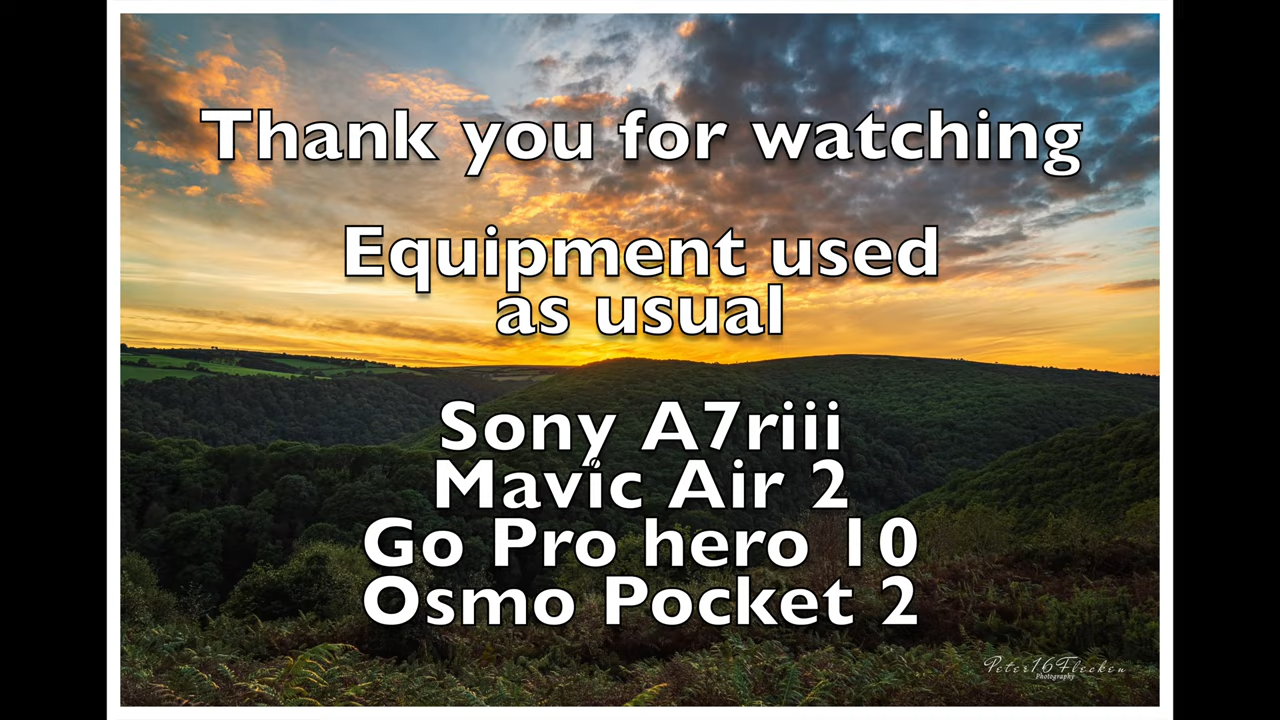 Thank you for watching
Equipment used
as usual
Sony A7riii
Mavic Air 2
Go Pro hero 10
Osmo Pocket 2
Photography